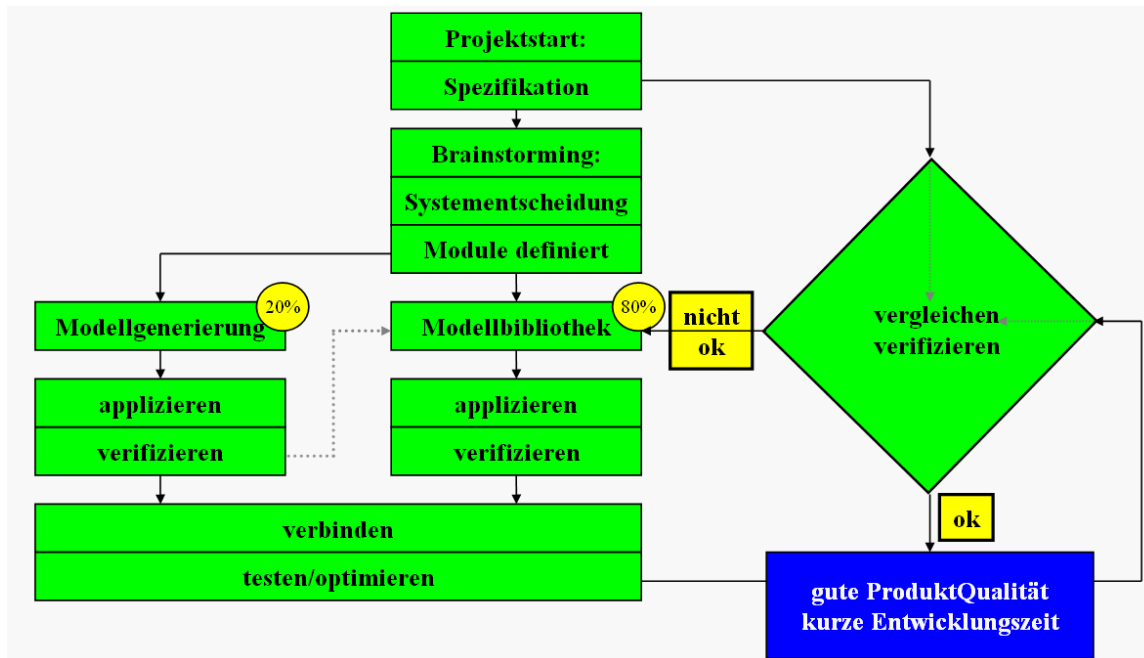 Projektstart:
Spezifikation
Brainstorming:
Systementscheidung
Module definiert
20%
Modellgenerierung
80%
Modellbibliothek
nicht
ok
vergleichen
verifizieren
applizieren
verifizieren
applizieren
verifizieren
verbinden
testen/optimieren
ok
gute ProduktQualität
kurze Entwicklungszeit